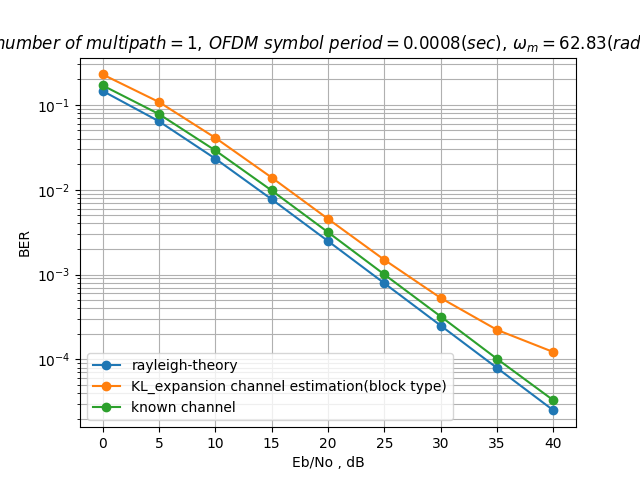 number of multipath = 1, OFDM symbol period = 0.0008(sec), ω_m = 62.83(rad
10^-1
10^-2
10^-3
10^-4
BER
rayleigh-theory
KL_expansion channel estimation(block type)
known channel
0 5 10 15 20 25 30 35 40
Eb/No , dB